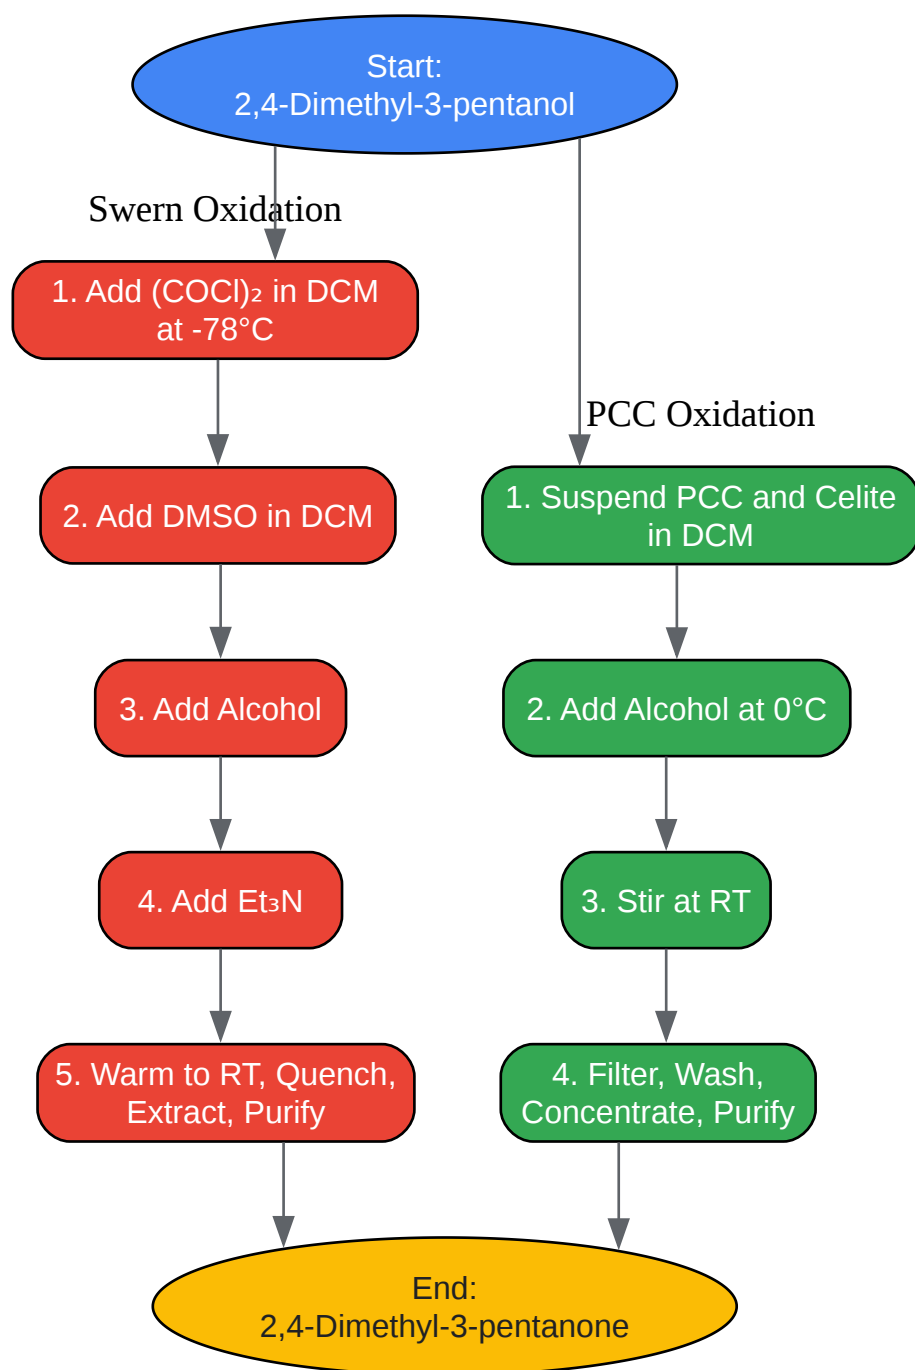 Start:
2,4-Dimethyl-3-pentanol
Swern Oxidation
1. Add (COCl)₂ in DCM
at -78°C
2. Add DMSO in DCM
3. Add Alcohol
4. Add Et₃N
5. Warm to RT, Quench,
Extract, Purify
PCC Oxidation
1. Suspend PCC and Celite
in DCM
2. Add Alcohol at 0°C
3. Stir at RT
4. Filter, Wash,
Concentrate, Purify
End:
2,4-Dimethyl-3-pentanone